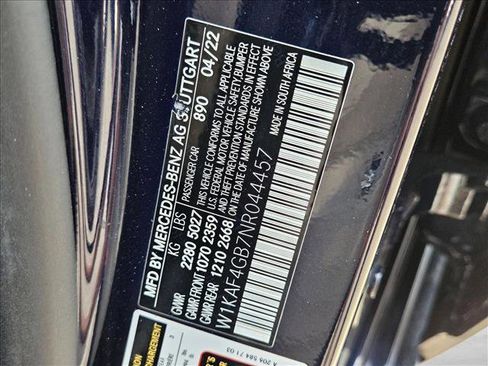 MFD BY MERCEDES-BENZ AG STUTTGART
PASSENGER CAR 890 04/22
KG LBS
GVWR 2280 5027
GAWR FRONT 1070 2359
GAWR REAR 1210 2668
THIS VEHICLE CONFORMS TO ALL APPLICABLE
U.S. FEDERAL MOTOR VEHICLE SAFETY, BUMPER
AND THEFT PREVENTION STANDARDS IN EFFECT
ON THE DATE OF MANUFACTURE SHOWN ABOVE
MADE IN SOUTH AFRICA
W1KAF4GB7NR044457
A 206 584 71 03